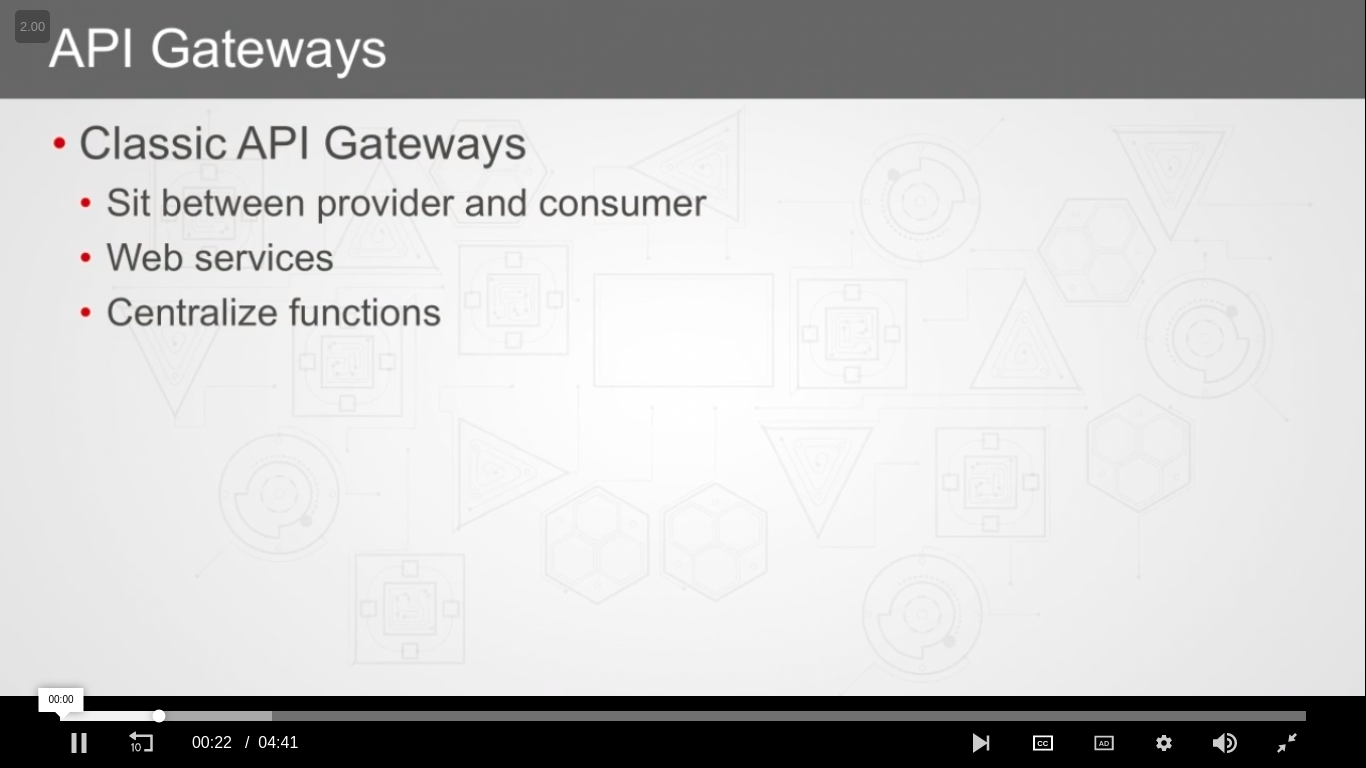 2.00
API Gateways
• Classic API Gateways
• Sit between provider and consumer
• Web services
• Centralize functions
00:00
10
00:22 / 04:41
CC
AD